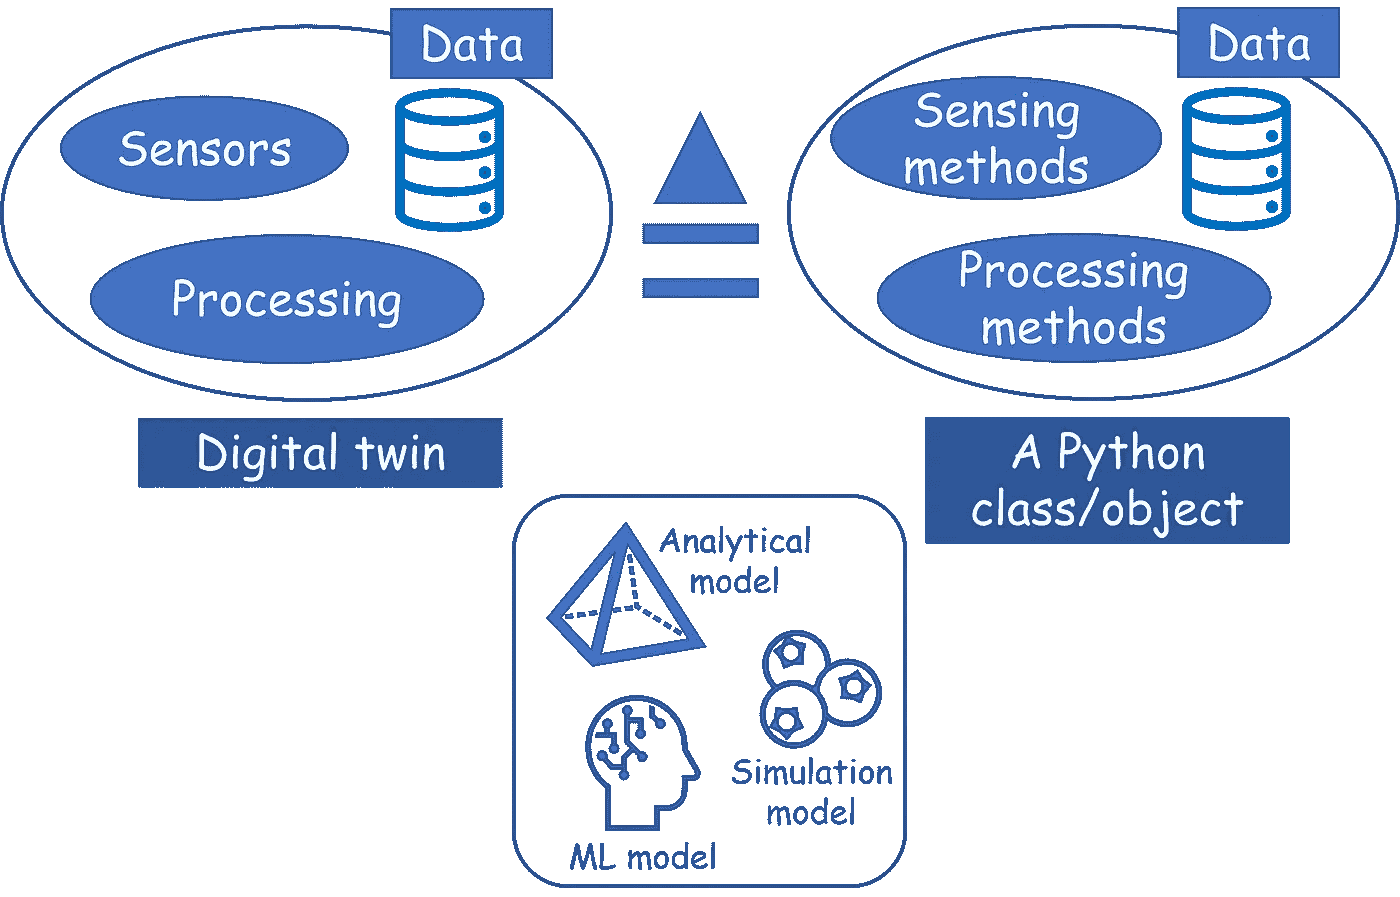 Data
Sensors
Processing
Digital twin
Data
Sensing
methods
Processing
methods
A Python
class/object
Analytical
model
Simulation
model
ML model